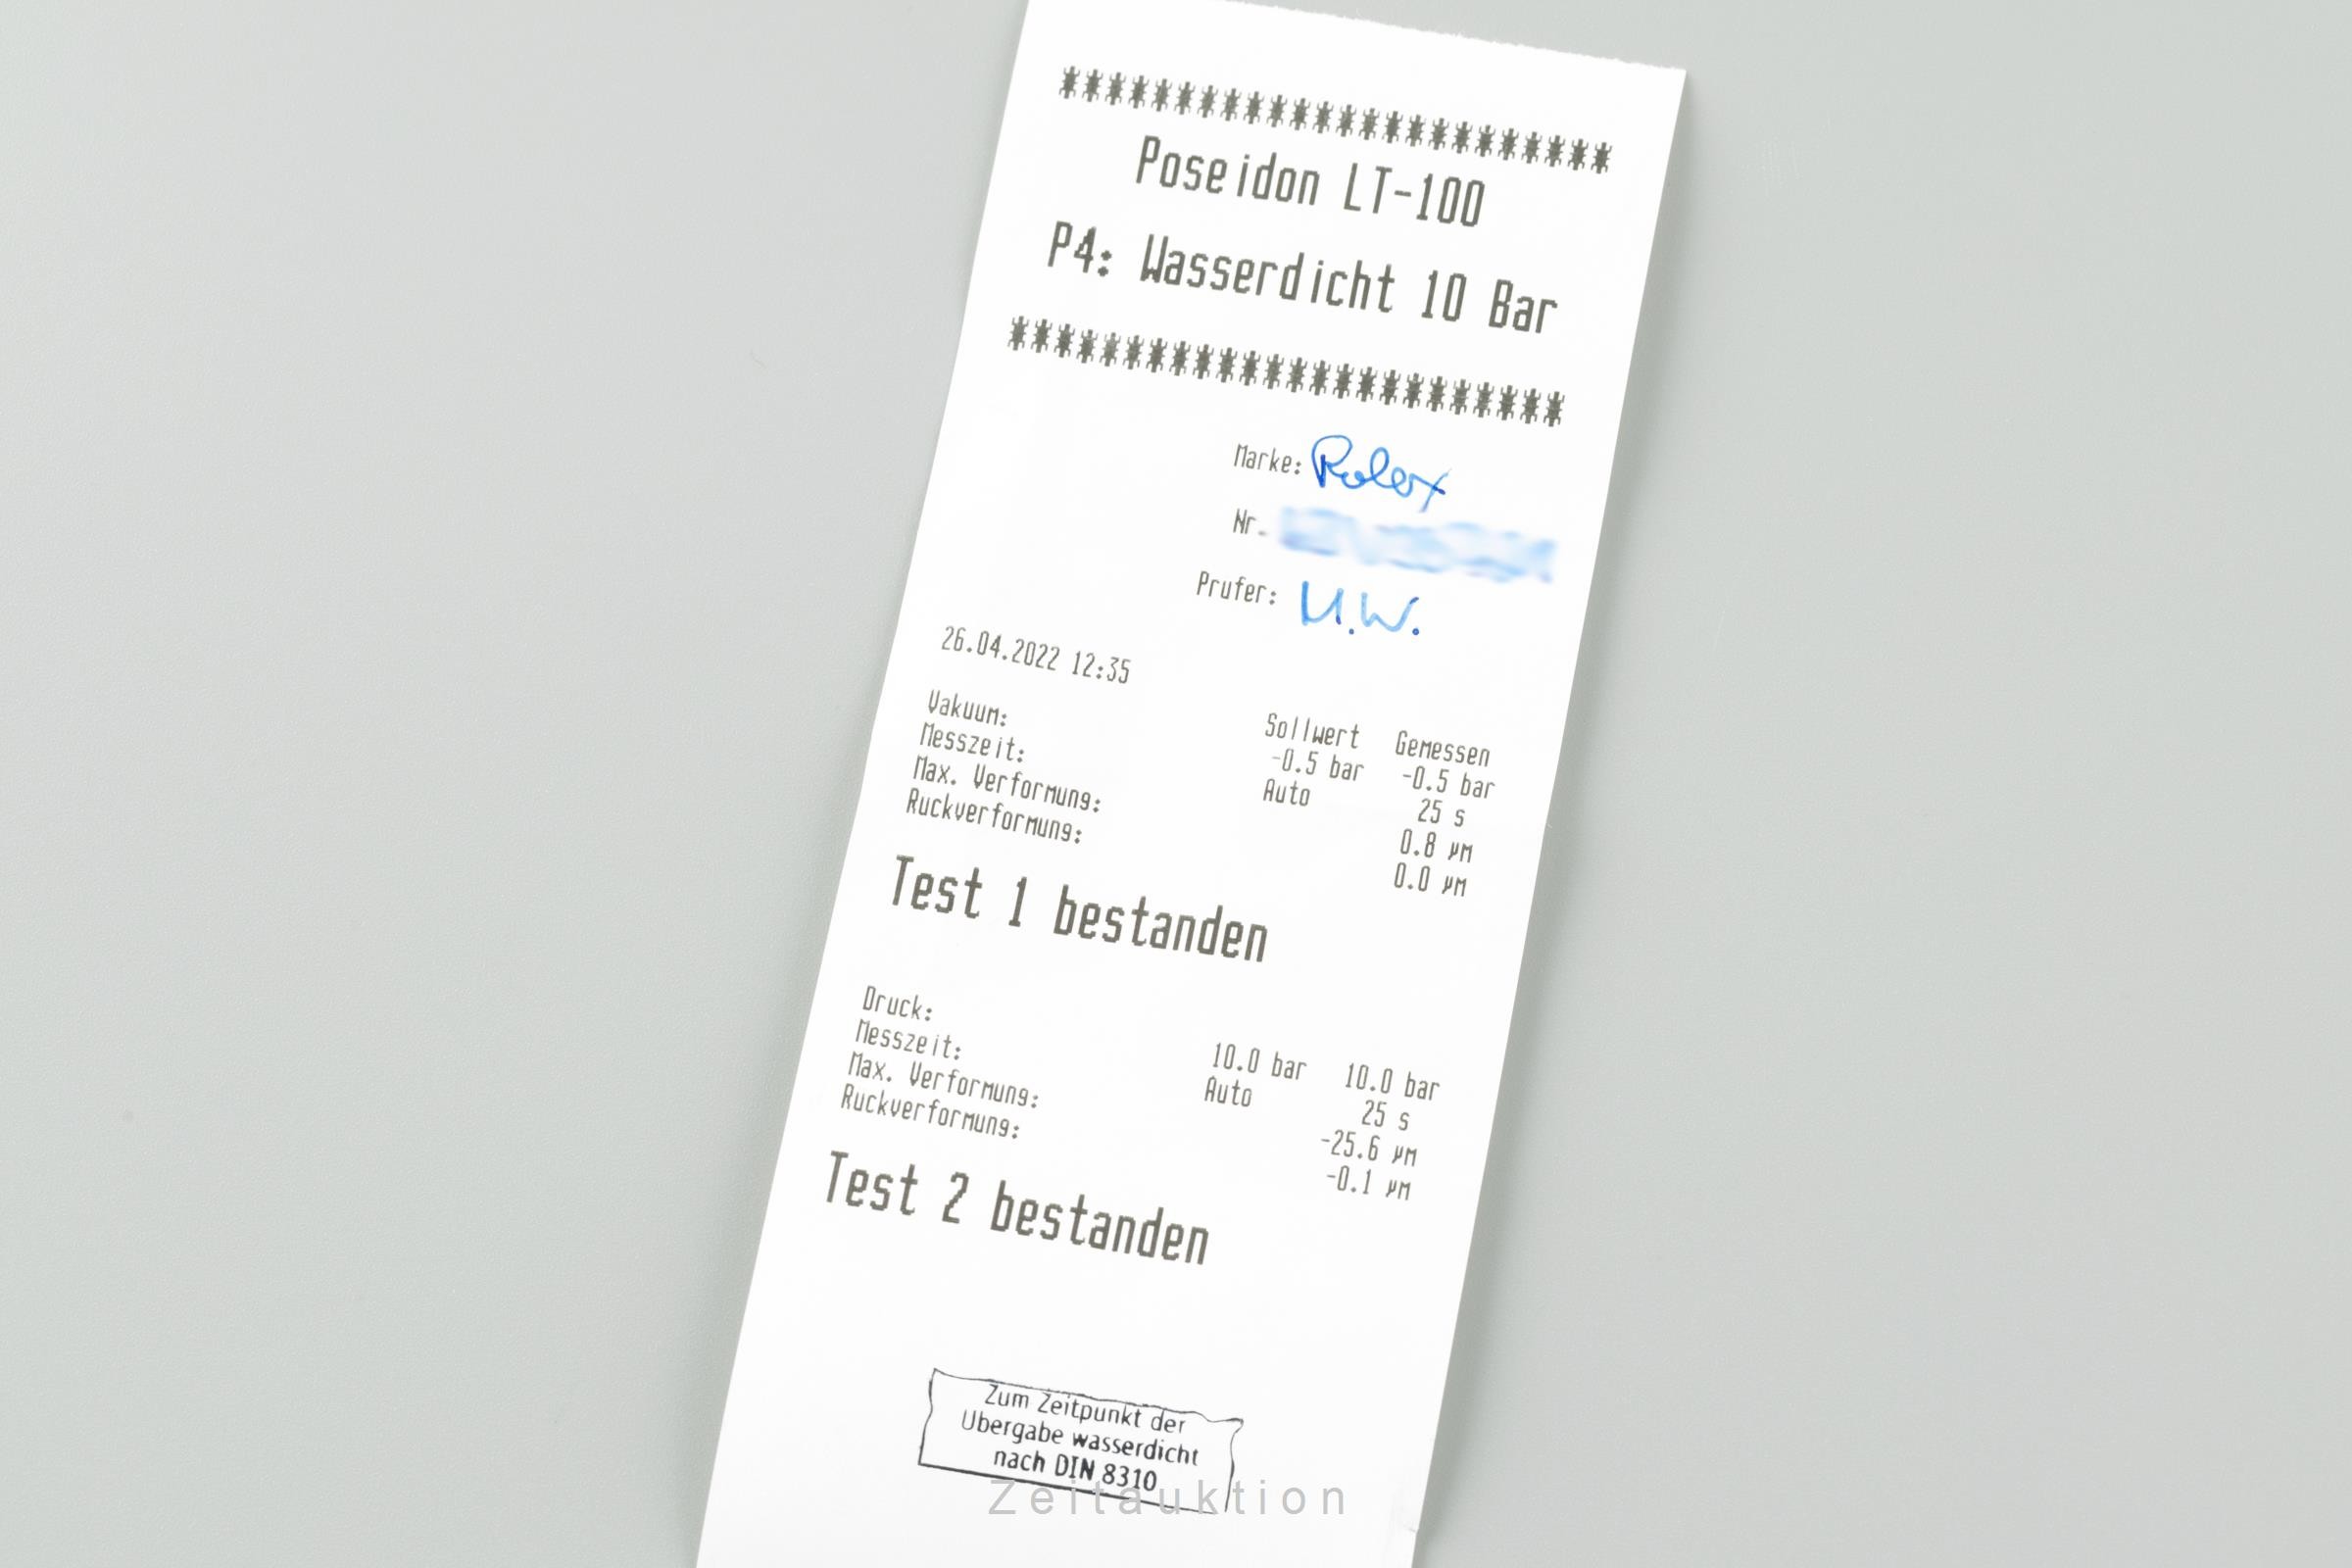 ************************
Poseidon LT-100
P4: Wasserdicht 10 Bar
************************
Marke: Rolex
Nr.
Prufer: U.W.
26.04.2022 12:35
Sollwert Gemessen
Vakuum: -0.5 bar -0.5 bar
Messzeit: Auto 25 s
Max. Verformung: 0.8 µm
Ruckverformung: 0.0 µm
Test 1 bestanden
Druck: 10.0 bar 10.0 bar
Messzeit: Auto 25 s
Max. Verformung: -25.6 µm
Ruckverformung: -0.1 µm
Test 2 bestanden
Zum Zeitpunkt der
Übergabe wasserdicht
nach DIN 8310
Zeitauktion